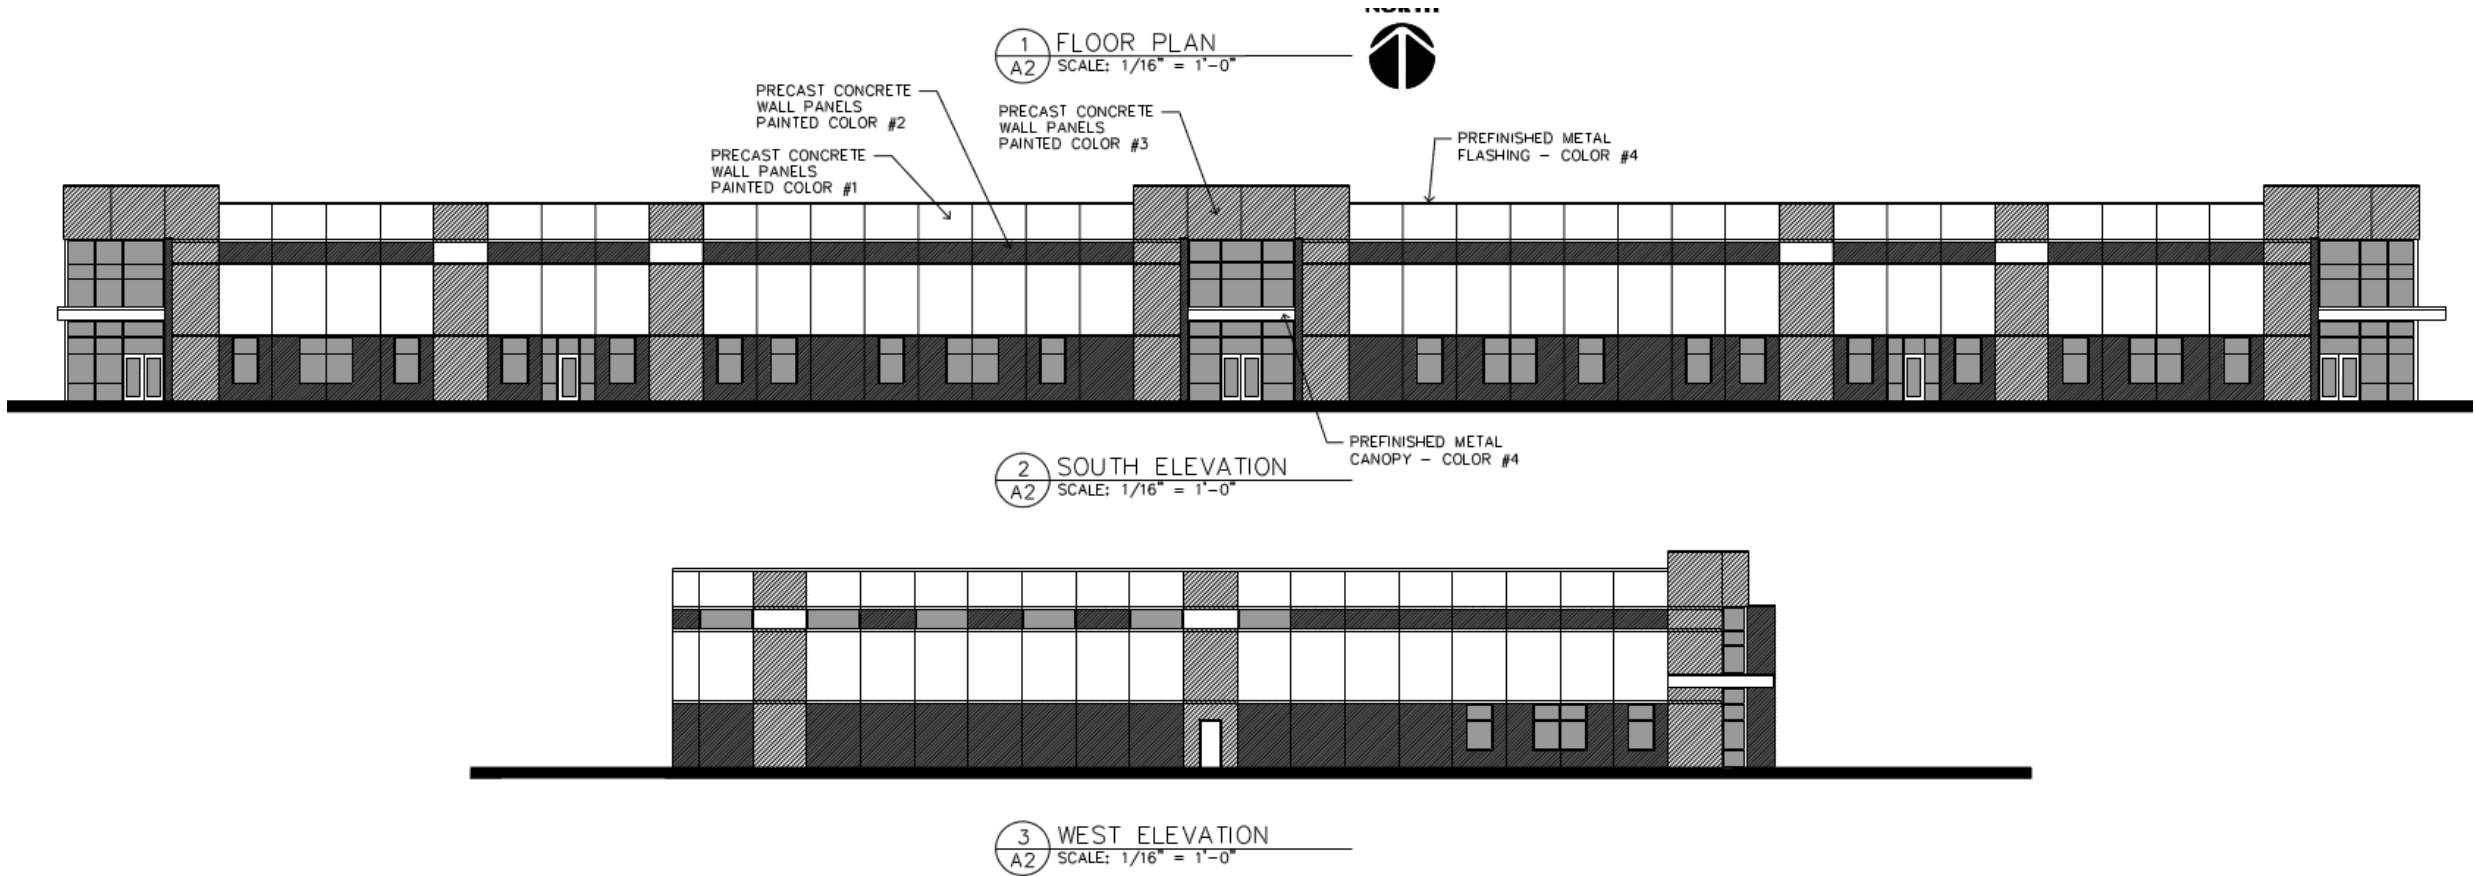 NORTH
1 FLOOR PLAN
A2 SCALE: 1/16" = 1'-0"
PRECAST CONCRETE
WALL PANELS
PAINTED COLOR #2
PRECAST CONCRETE
WALL PANELS
PAINTED COLOR #3
PREFINISHED METAL
FLASHING - COLOR #4
PRECAST CONCRETE
WALL PANELS
PAINTED COLOR #1
PREFINISHED METAL
CANOPY - COLOR #4
2 SOUTH ELEVATION
A2 SCALE: 1/16" = 1'-0"
3 WEST ELEVATION
A2 SCALE: 1/16" = 1'-0"